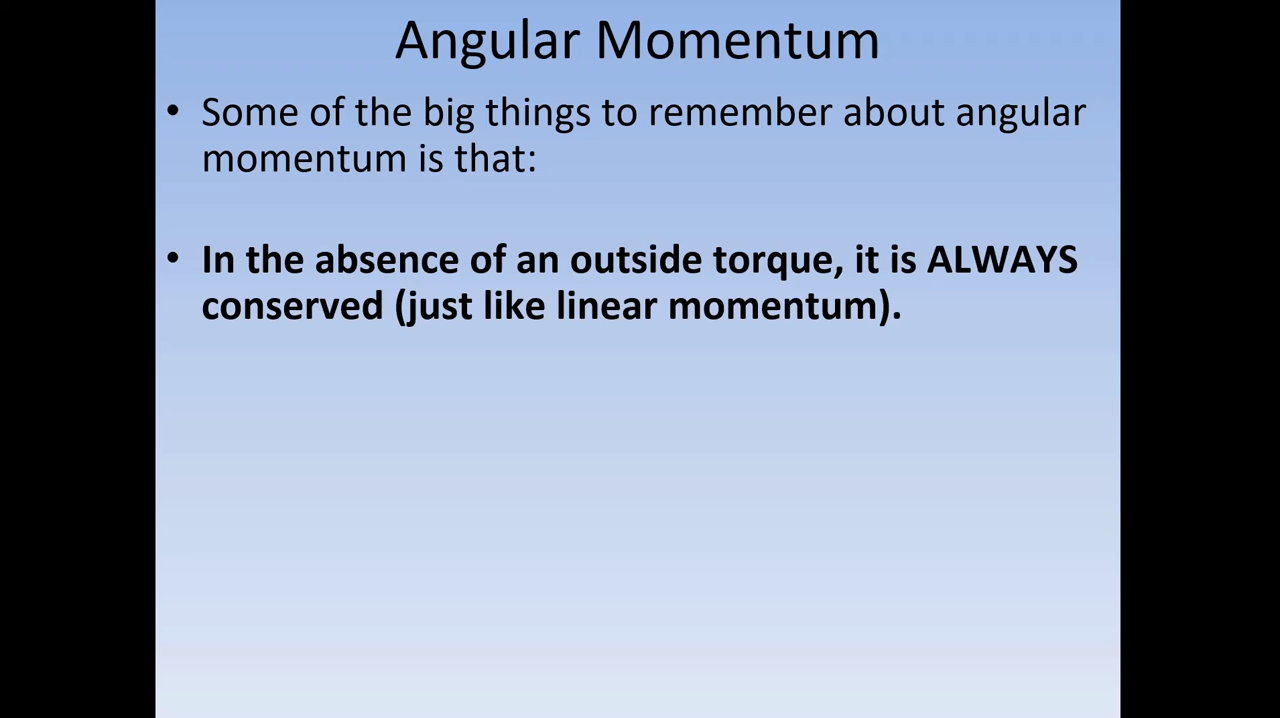 Angular Momentum
• Some of the big things to remember about angular
momentum is that:
• In the absence of an outside torque, it is ALWAYS
conserved (just like linear momentum).